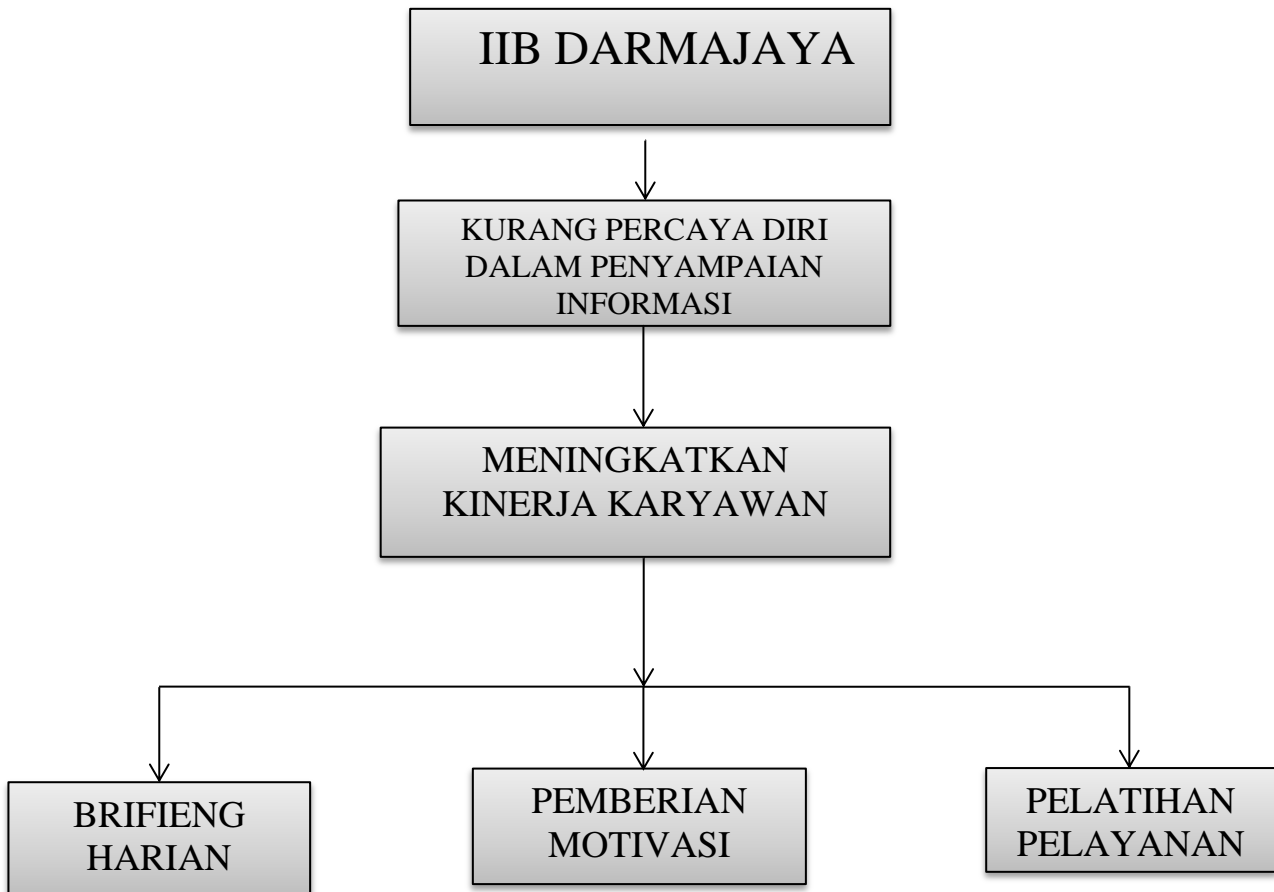 IIB DARMAJAYA
KURANG PERCAYA DIRI
DALAM PENYAMPAIAN
INFORMASI
MENINGKATKAN
KINERJA KARYAWAN
BRIFIENG
HARIAN
PEMBERIAN
MOTIVASI
PELATIHAN
PELAYANAN